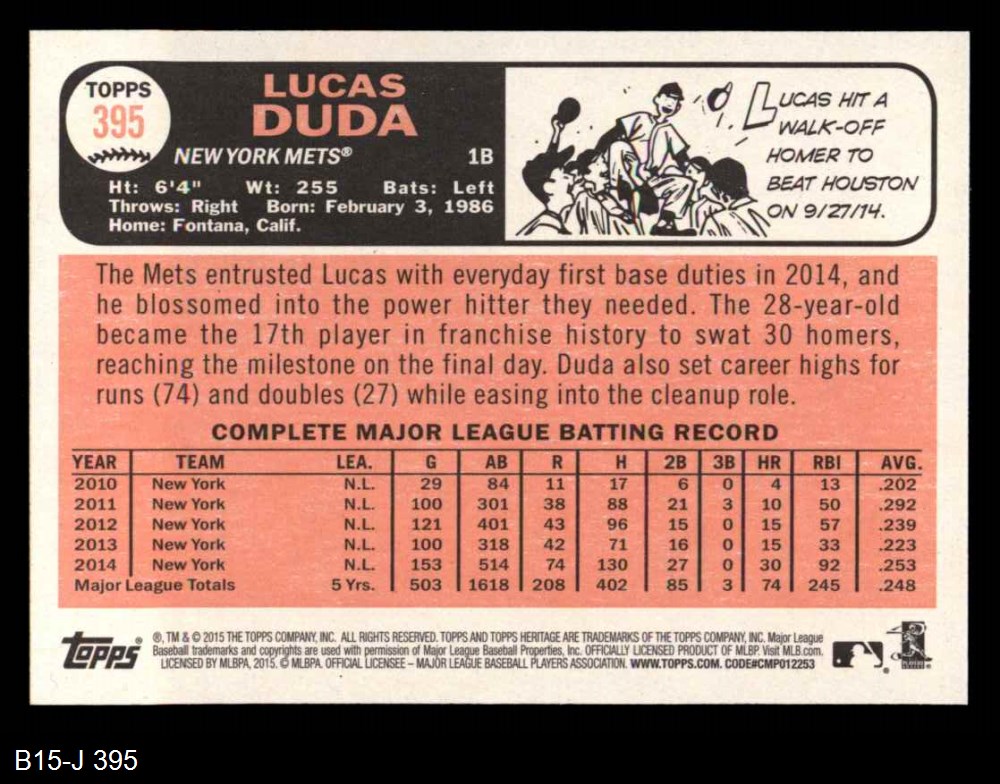 TOPPS
395
LUCAS
DUDA
NEW YORK METS® 1B
Ht: 6'4" Wt: 255 Bats: Left
Throws: Right Born: February 3, 1986
Home: Fontana, Calif.
LUCAS HIT A
WALK-OFF
HOMER TO
BEAT HOUSTON
ON 9/27/14.
The Mets entrusted Lucas with everyday first base duties in 2014, and
he blossomed into the power hitter they needed. The 28-year-old
became the 17th player in franchise history to swat 30 homers,
reaching the milestone on the final day. Duda also set career highs for
runs (74) and doubles (27) while easing into the cleanup role.
COMPLETE MAJOR LEAGUE BATTING RECORD
YEAR TEAM LEA. G AB R H 2B 3B HR RBI AVG.
2010 New York N.L. 29 84 11 17 6 0 4 13 .202
2011 New York N.L. 100 301 38 88 21 3 10 50 .292
2012 New York N.L. 121 401 43 96 15 0 15 57 .239
2013 New York N.L. 100 318 42 71 16 0 15 33 .223
2014 New York N.L. 153 514 74 130 27 0 30 92 .253
Major League Totals 5 Yrs. 503 1618 208 402 85 3 74 245 .248
Topps®
®, TM & © 2015 THE TOPPS COMPANY, INC. ALL RIGHTS RESERVED. TOPPS AND TOPPS HERITAGE ARE TRADEMARKS OF THE TOPPS COMPANY, INC. Major League
Baseball trademarks and copyrights are used with permission of Major League Baseball Properties, Inc. OFFICIALLY LICENSED PRODUCT OF MLBP. Visit MLB.com.
LICENSED BY MLBPA, 2015. © MLBPA. OFFICIAL LICENSEE – MAJOR LEAGUE BASEBALL PLAYERS ASSOCIATION. WWW.TOPPS.COM. CODE#CMP012253
B15-J 395